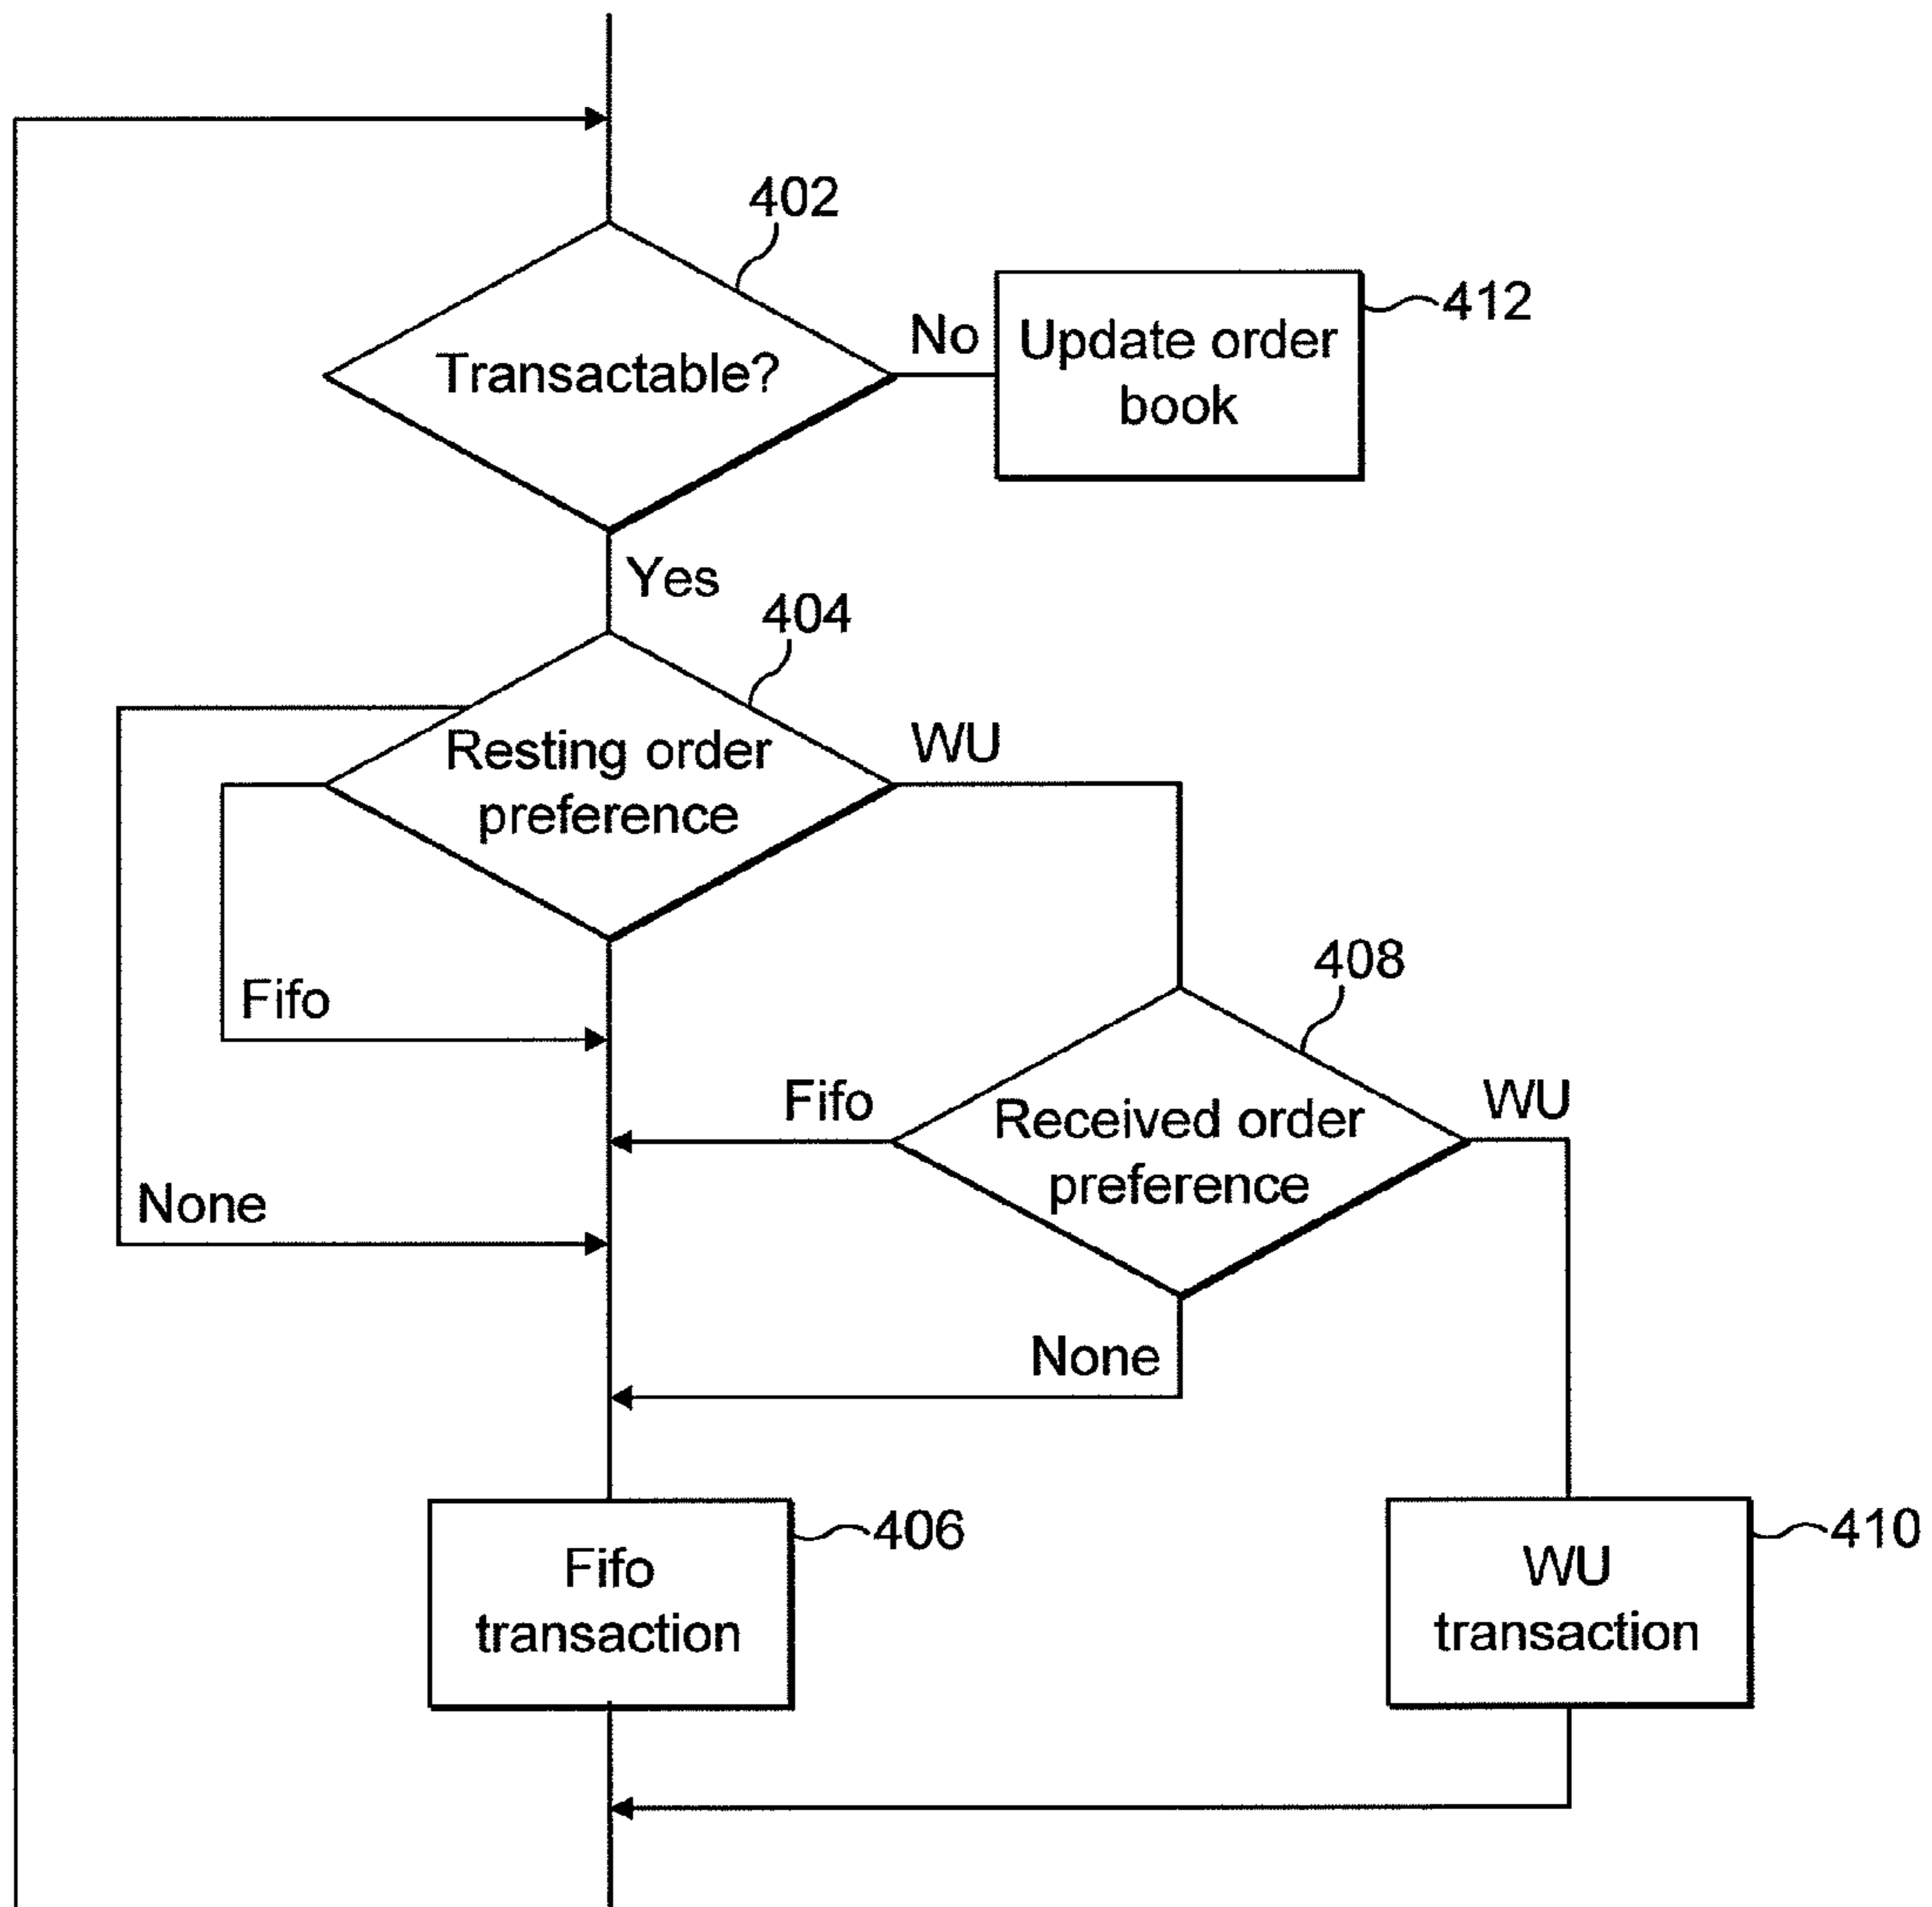 402
Transactable?
No
Update order
book
412
Yes
404
Resting order
preference
WU
408
Fifo
Fifo
Received order
preference
WU
None
None
406
Fifo
transaction
410
WU
transaction